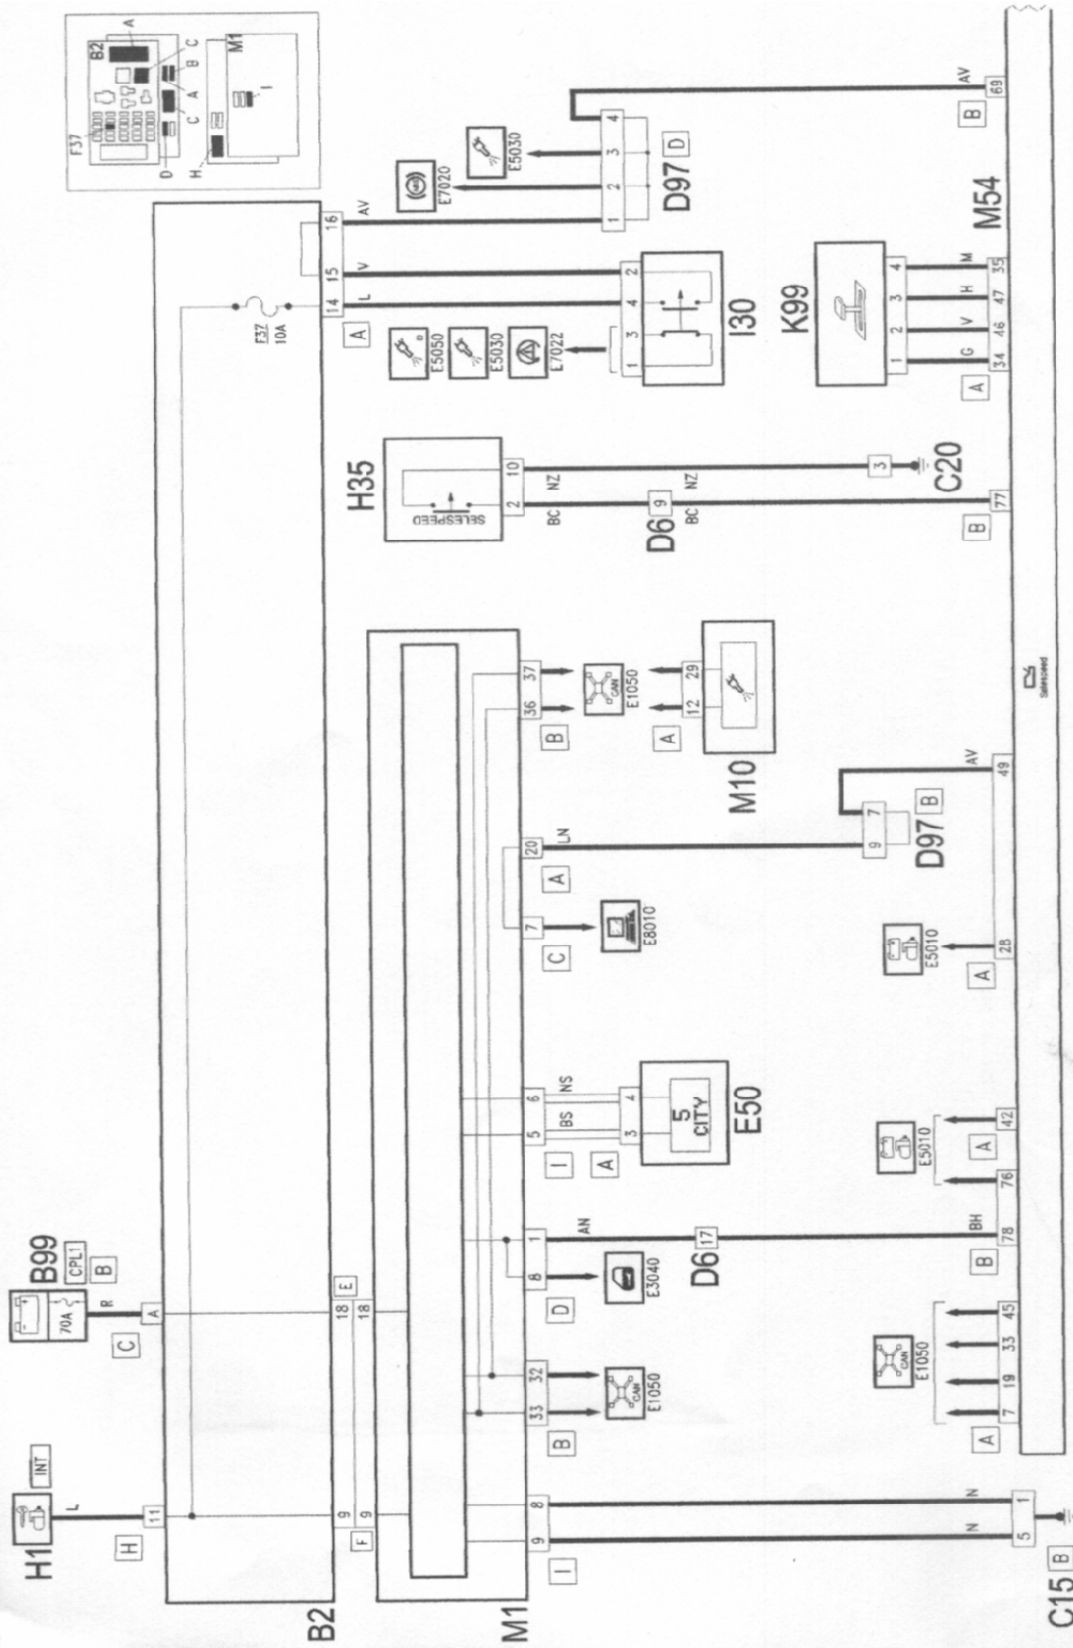 H1
INT
L
11
H
B99
CPL1
B
70A
R
A
C
B2
9
9
F
18
18
E
F37
10A
14
15
16
A
L
V
AV
F37
B2
A
C
B
A
C
D
H
M1
I
M1
9
8
I
N
N
5
1
C15
B
33
32
B
CAN
E1050
8
1
D
E3040
AN
D6
17
BH
78
B
5
6
I
BS
NS
A
3
4
5
CITY
E50
7
20
C
A
E8010
LN
9
7
D97
B
AV
49
36
37
B
CAN
E1050
A
12
29
M10
H35
SELESPEED
2
10
BC
NZ
D6
9
BC
NZ
3
C20
77
B
E5050
E5030
E7022
1
3
4
2
I30
E7020
E5030
1
2
3
4
D97
D
AV
69
B
K99
1
2
3
4
G
V
H
M
34
46
47
35
A
M54
CAN
E1050
7
19
33
45
A
E5010
76
42
A
E5010
28
A
Selespeed